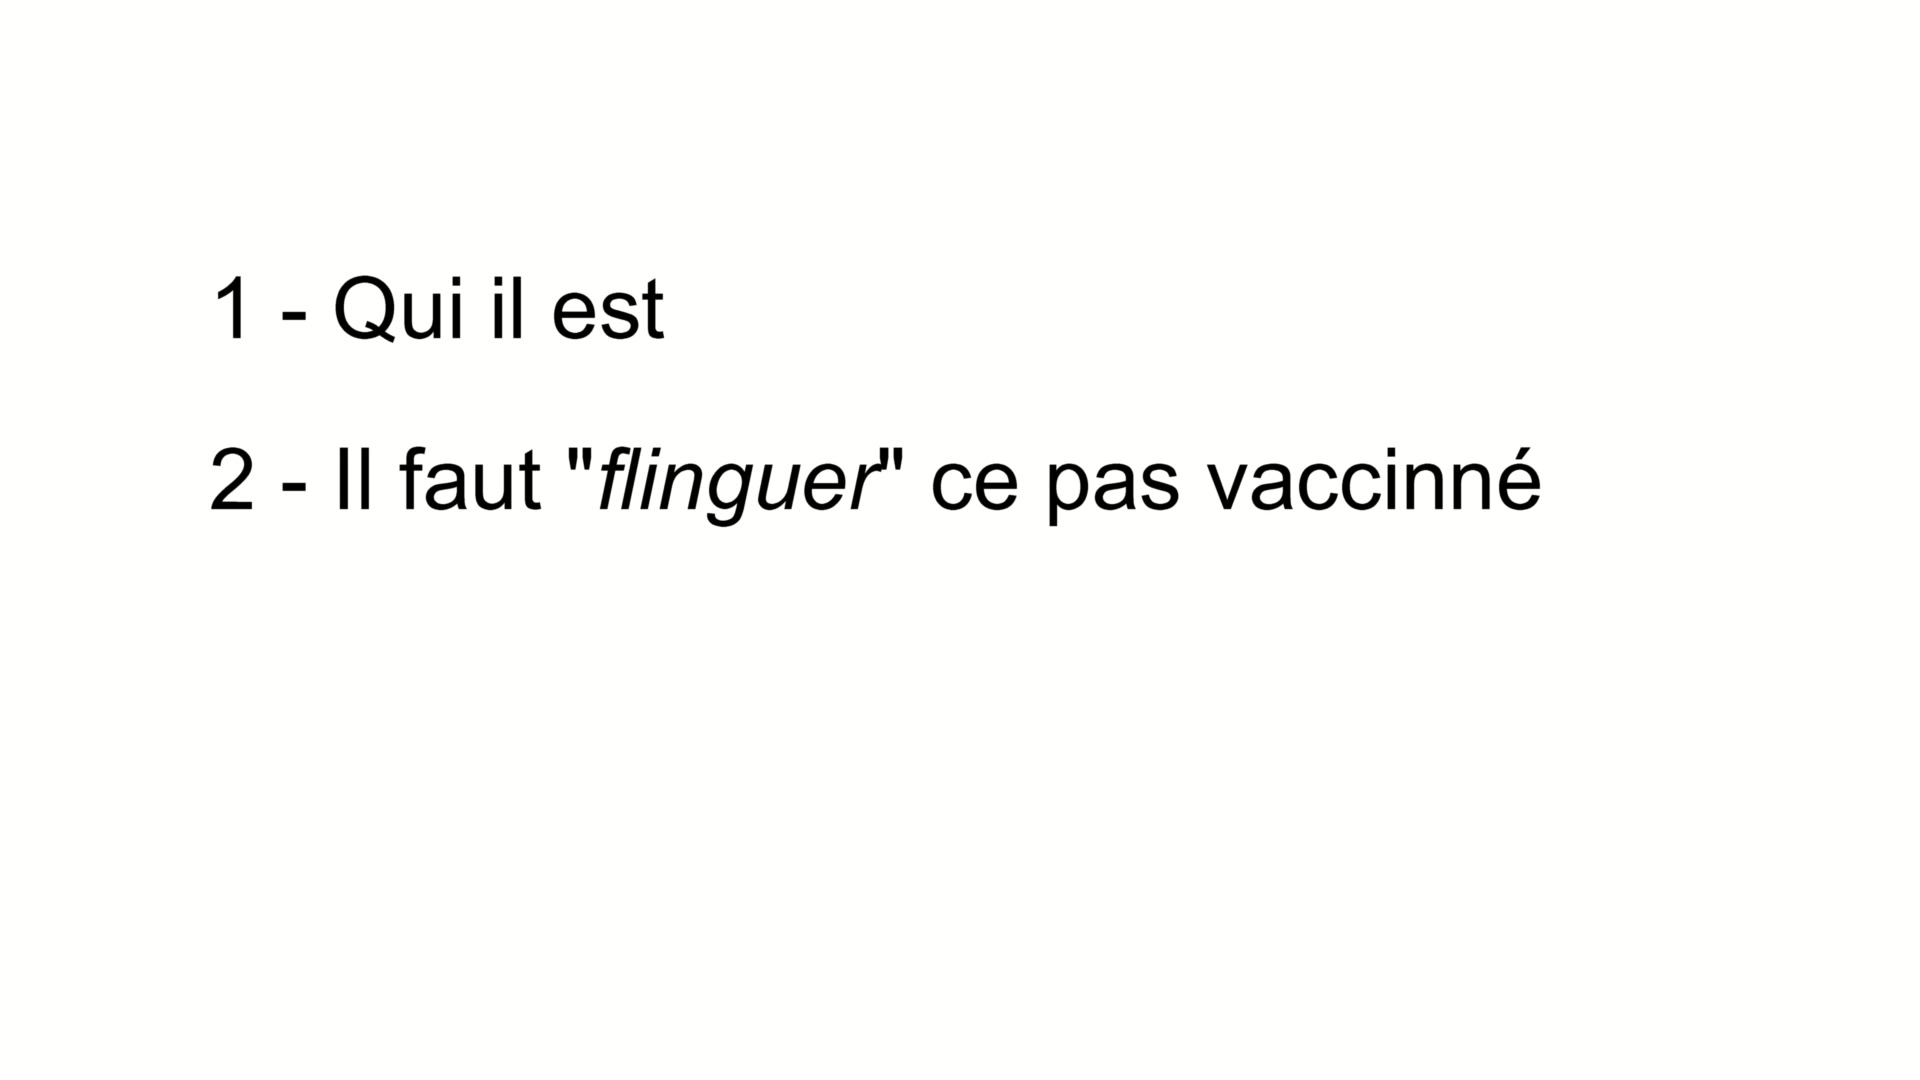 1 - Qui il est
2 - Il faut "flinguer" ce pas vaccinné